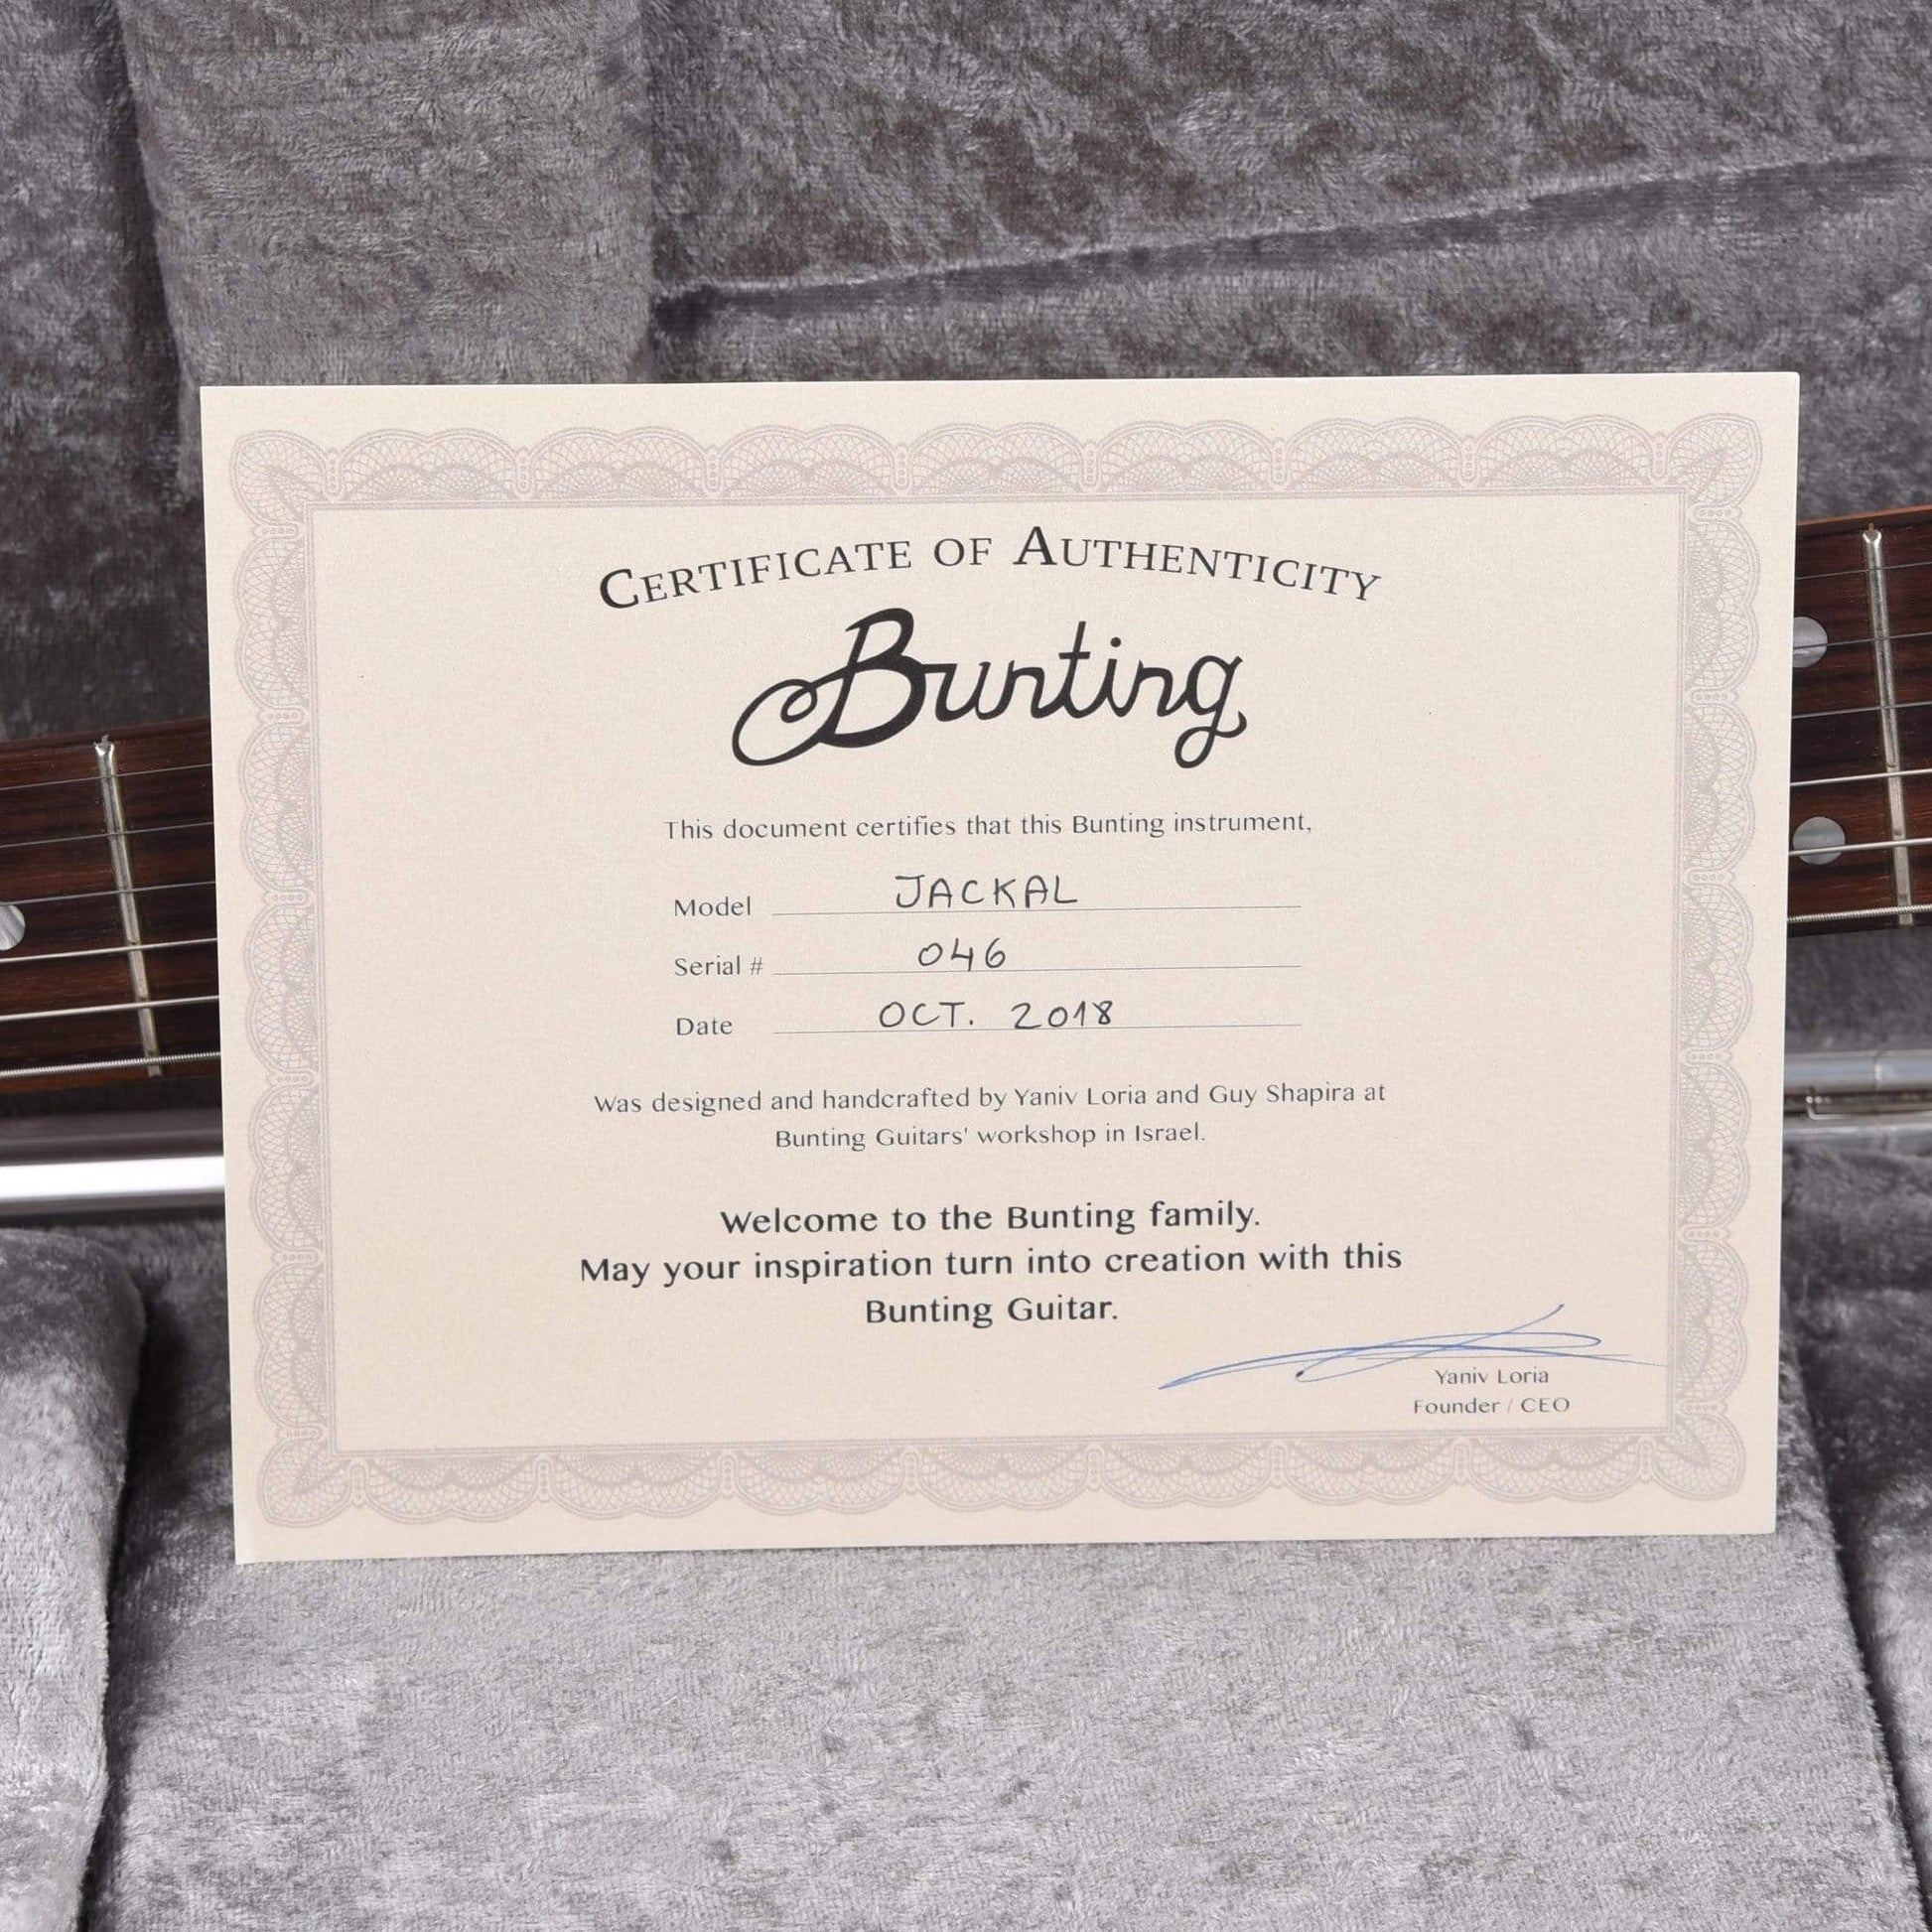 CERTIFICATE OF AUTHENTICITY
Bunting
This document certifies that this Bunting instrument,
Model JACKAL
Serial # 046
Date OCT. 2018
Was designed and handcrafted by Yaniv Loria and Guy Shapira at
Bunting Guitars' workshop in Israel.
Welcome to the Bunting family.
May your inspiration turn into creation with this
Bunting Guitar.
Yaniv Loria
Founder / CEO